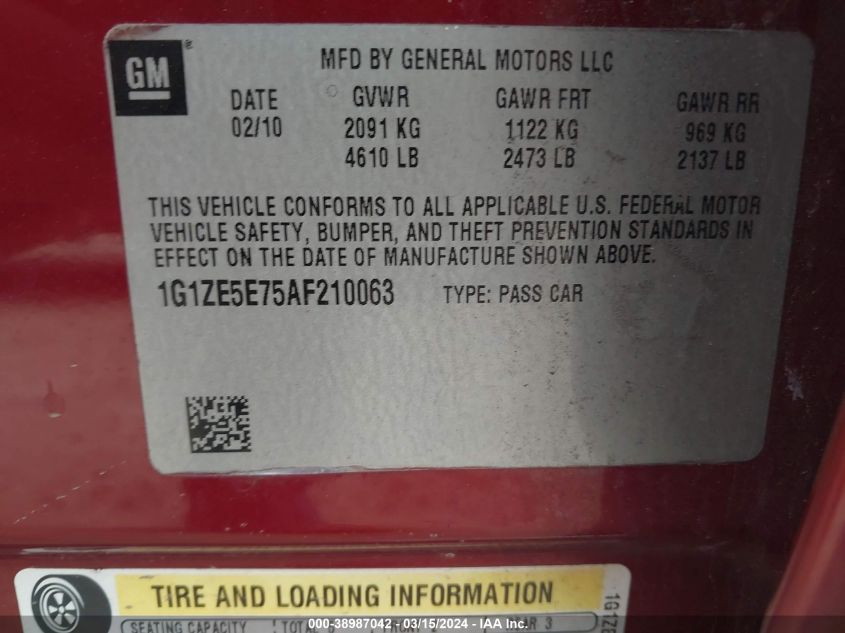 GM®
MFD BY GENERAL MOTORS LLC
DATE GVWR GAWR FRT GAWR RR
02/10 2091 KG 1122 KG 969 KG
4610 LB 2473 LB 2137 LB
THIS VEHICLE CONFORMS TO ALL APPLICABLE U.S. FEDERAL MOTOR
VEHICLE SAFETY, BUMPER, AND THEFT PREVENTION STANDARDS IN
EFFECT ON THE DATE OF MANUFACTURE SHOWN ABOVE.
1G1ZE5E75AF210063 TYPE: PASS CAR
TIRE AND LOADING INFORMATION
SEATING CAPACITY TOTAL 3
1G1ZE
000-38987042 - 03/15/2024 - IAA Inc.